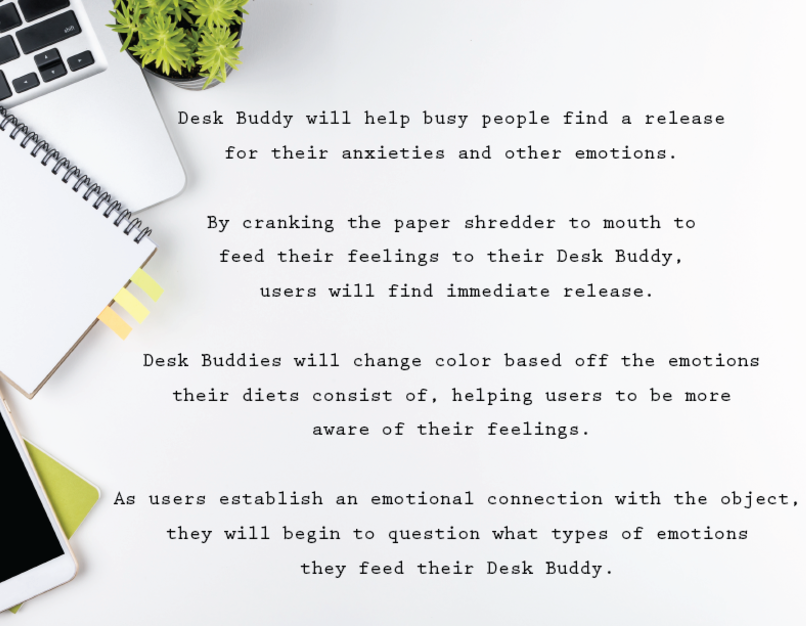 shift
Desk Buddy will help busy people find a release
for their anxieties and other emotions.
By cranking the paper shredder to mouth to
feed their feelings to their Desk Buddy,
users will find immediate release.
Desk Buddies will change color based off the emotions
their diets consist of, helping users to be more
aware of their feelings.
As users establish an emotional connection with the object,
they will begin to question what types of emotions
they feed their Desk Buddy.